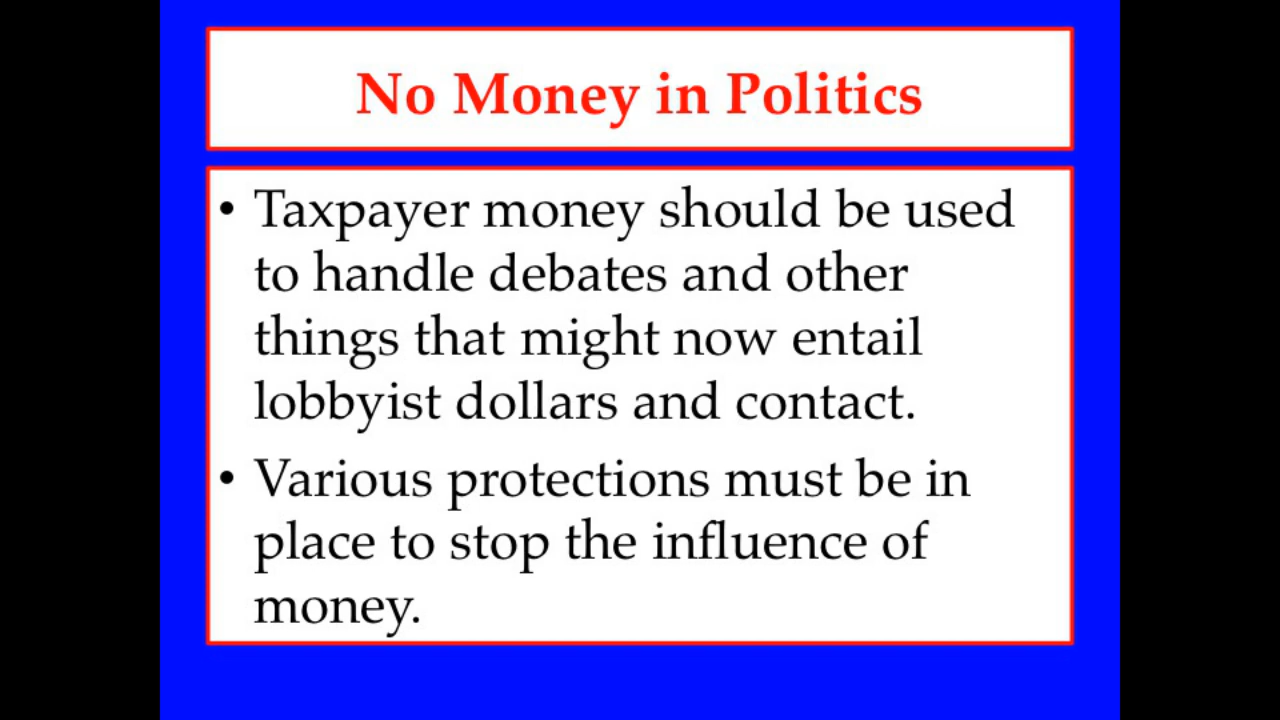 No Money in Politics
• Taxpayer money should be used
to handle debates and other
things that might now entail
lobbyist dollars and contact.
• Various protections must be in
place to stop the influence of
money.